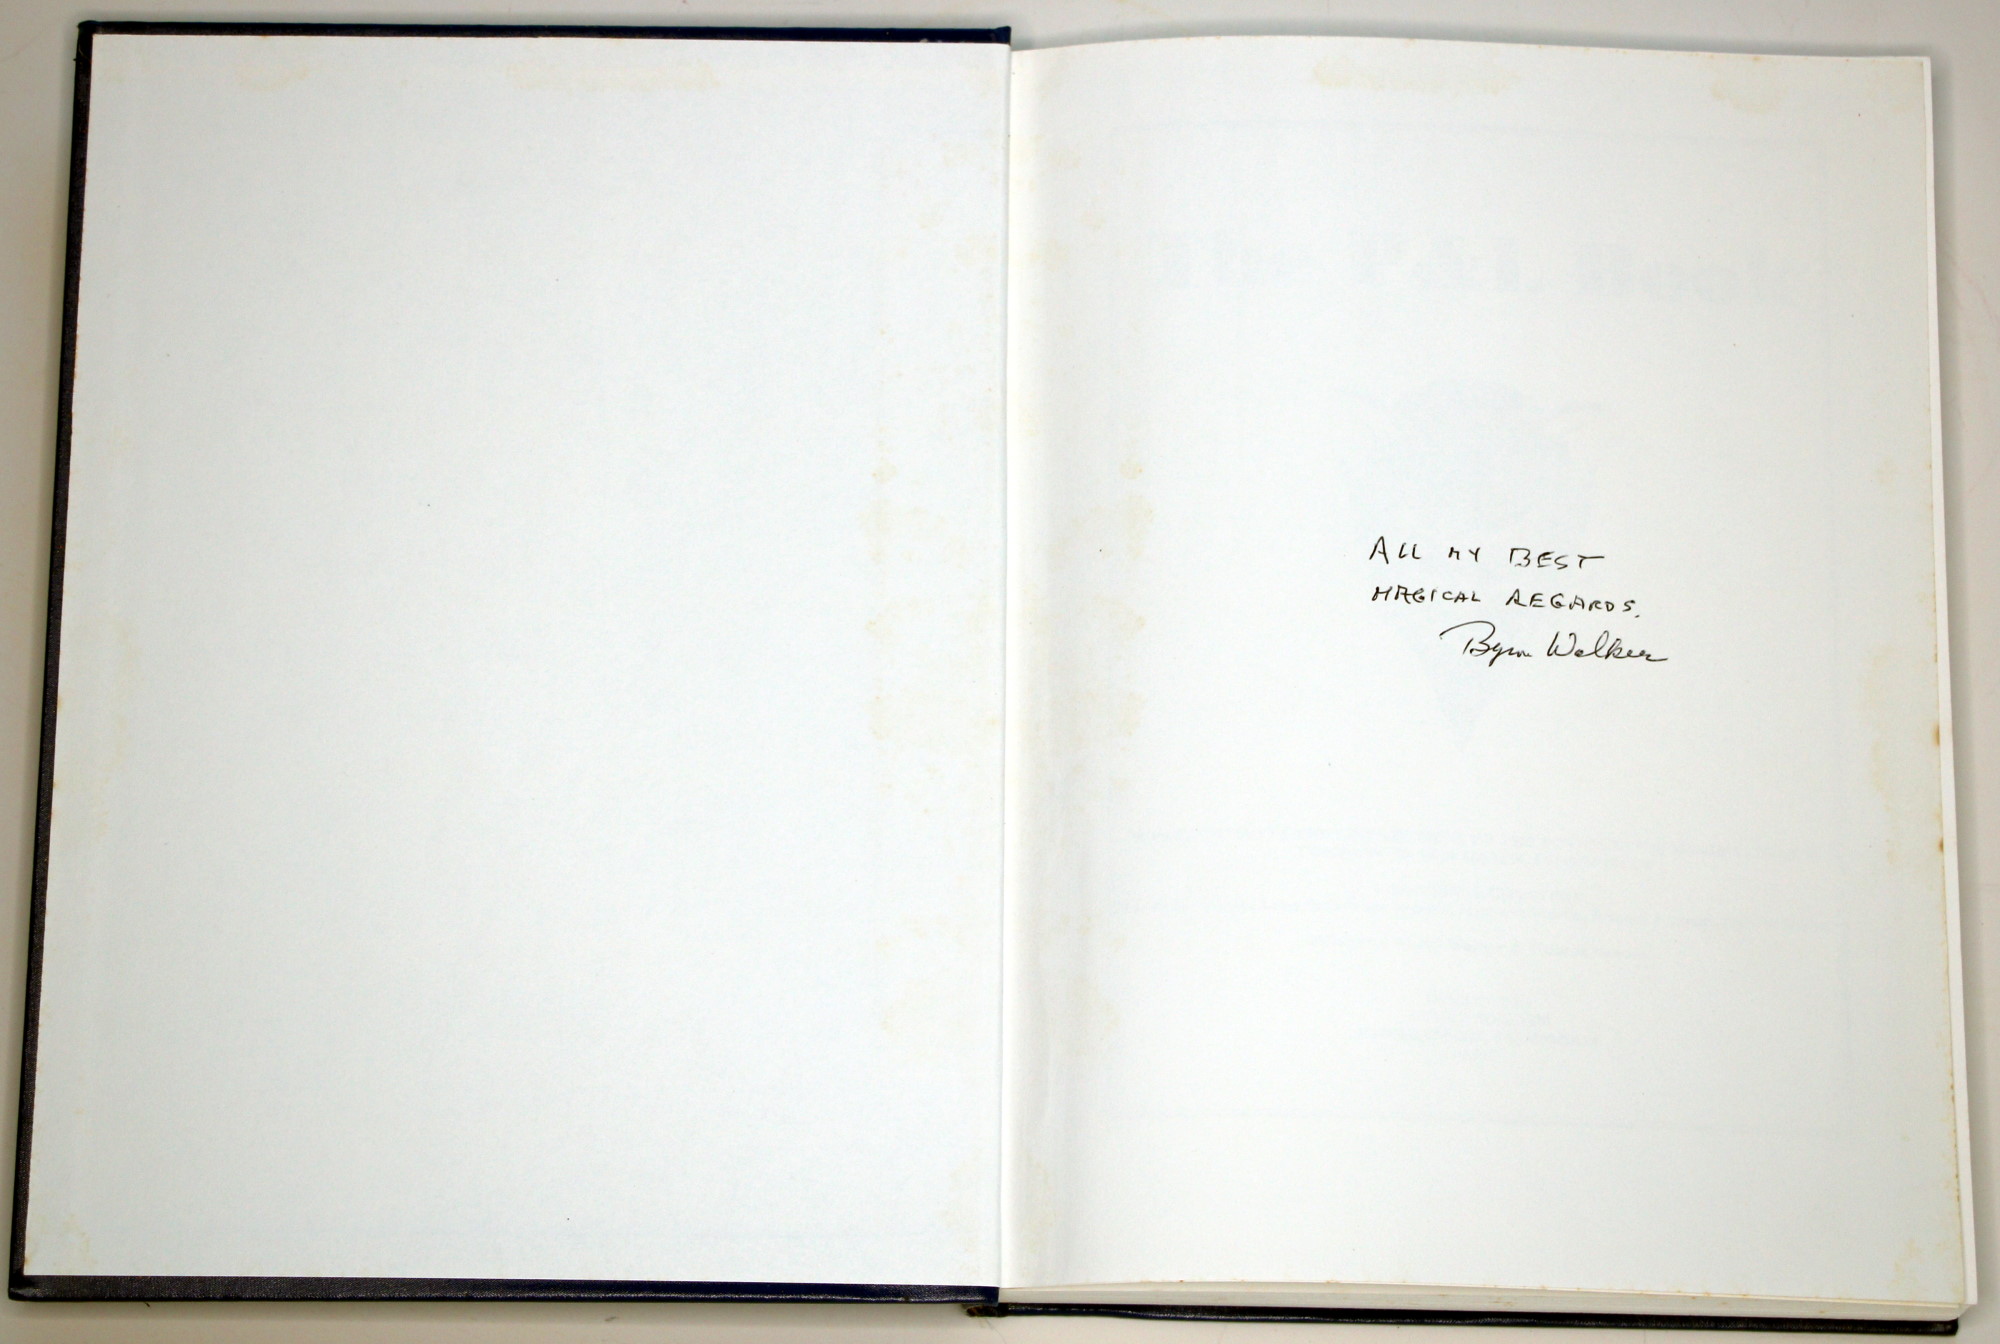 ALL MY BEST
MAGICAL REGARDS.
Byron Walker